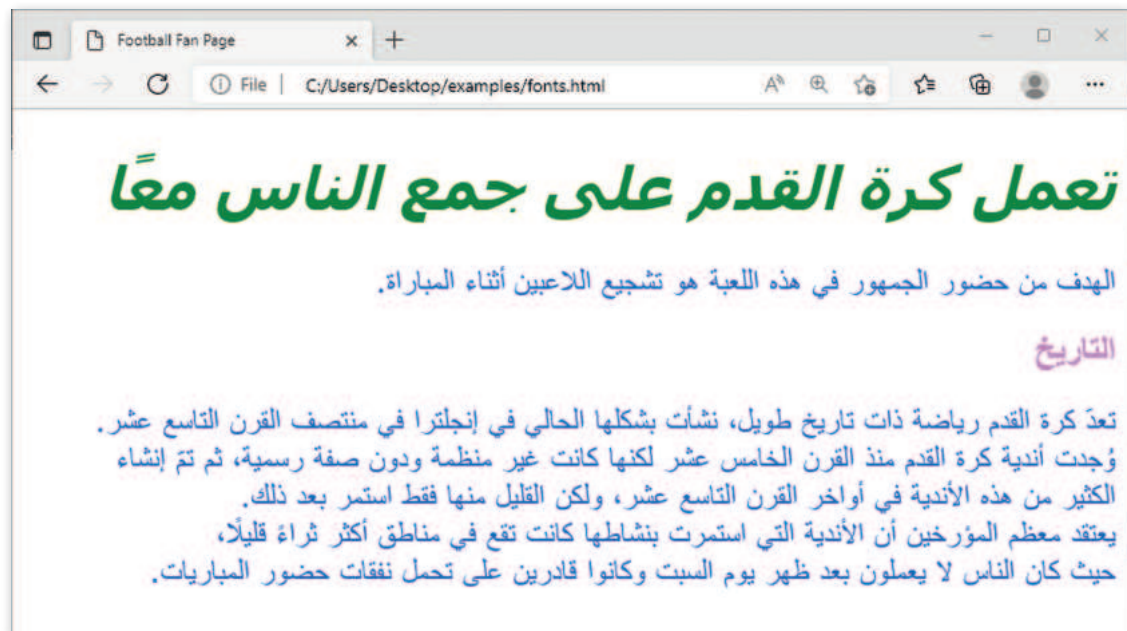 Football Fan Page
File | C:/Users/Desktop/examples/fonts.html
تعمل كرة القدم على جمع الناس معًا
الهدف من حضور الجمهور في هذه اللعبة هو تشجيع اللاعبين أثناء المباراة.
التاريخ
تعدّ كرة القدم رياضة ذات تاريخ طويل، نشأت بشكلها الحالي في إنجلترا في منتصف القرن التاسع عشر.
وُجدت أندية كرة القدم منذ القرن الخامس عشر لكنها كانت غير منظمة ودون صفة رسمية، ثم تمّ إنشاء
الكثير من هذه الأندية في أواخر القرن التاسع عشر، ولكن القليل منها فقط استمر بعد ذلك.
يعتقد معظم المؤرخين أن الأندية التي استمرت بنشاطها كانت تقع في مناطق أكثر ثراءً قليلًا،
حيث كان الناس لا يعملون بعد ظهر يوم السبت وكانوا قادرين على تحمل نفقات حضور المباريات.